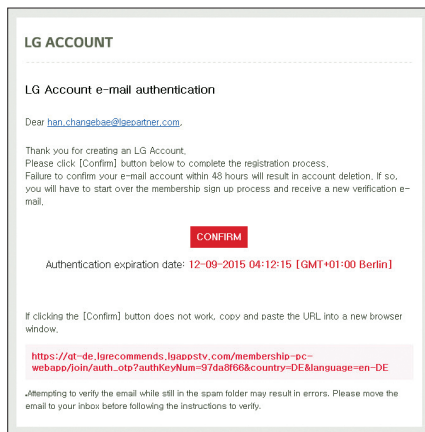 LG ACCOUNT
LG Account e-mail authentication
Dear han.changbae@lgepartner.com,
Thank you for creating an LG Account,
Please click [Confirm] button below to complete the registration process,
Failure to confirm your e-mail account within 48 hours will result in account deletion, If so,
you will have to start over the membership sign up process and receive a new verification e-
mail,
CONFIRM
Authentication expiration date: 12-09-2015 04:12:15 [GMT+01:00 Berlin]
If clicking the [Confirm] button does not work, copy and paste the URL into a new browser
window,
https://qt-de.lgrecommends.lgappstv.com/membership-pc-
webapp/join/auth_otp?authKeyNum=97da8f66&country=DE&language=en-DE
*Attempting to verify the email while still in the spam folder may result in errors. Please move the
email to your inbox before following the instructions to verify.